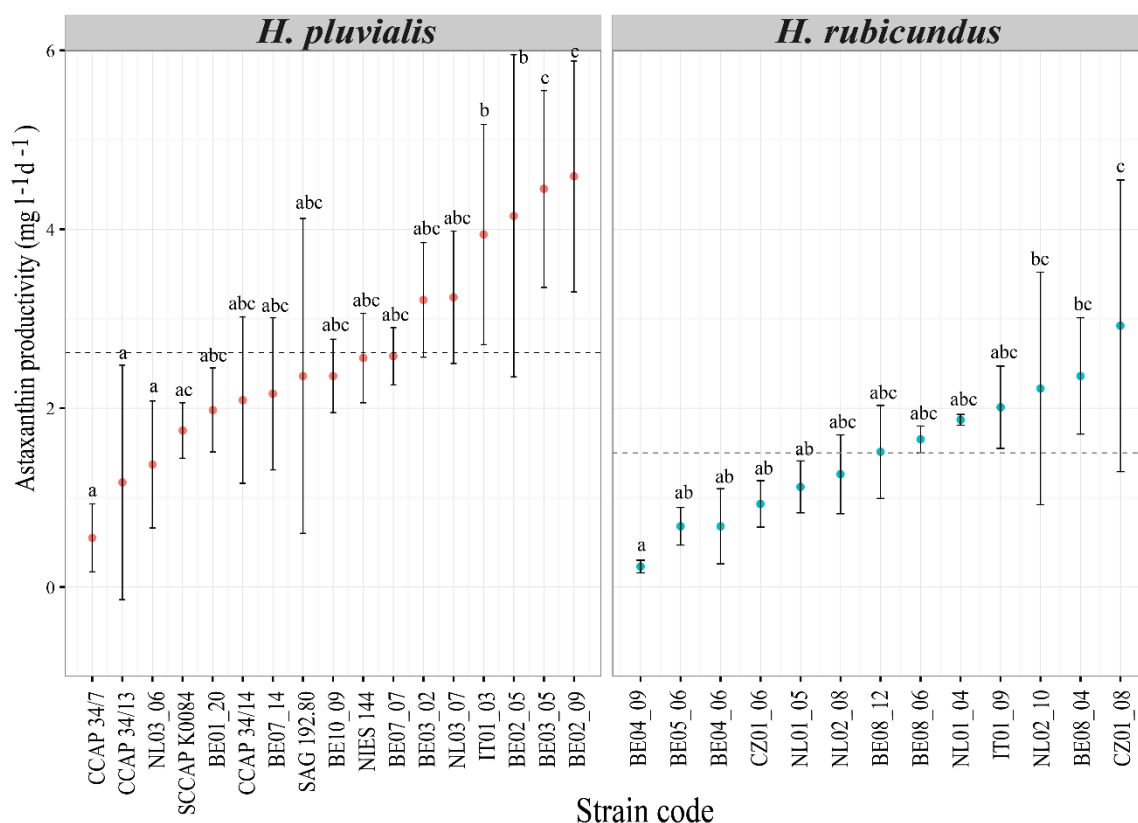 H. pluvialis
H. rubicundus
Astaxanthin productivity (mg l-1d-1)
6
4
2
0
a
a
a
ac
abc
abc
abc
abc
abc
abc
abc
abc
abc
b
b
c
c
a
ab
ab
ab
ab
abc
abc
abc
abc
abc
bc
bc
c
CCAP 34/7
CCAP 34/13
NL03_06
SCCAP K0084
BE01_20
CCAP 34/14
BE07_14
SAG 192.80
BE10_09
NIES 144
BE07_07
BE03_02
NL03_07
IT01_03
BE02_05
BE03_05
BE02_09
BE04_09
BE05_06
BE04_06
CZ01_06
NL01_05
NL02_08
BE08_12
BE08_06
NL01_04
IT01_09
NL02_10
BE08_04
CZ01_08
Strain code